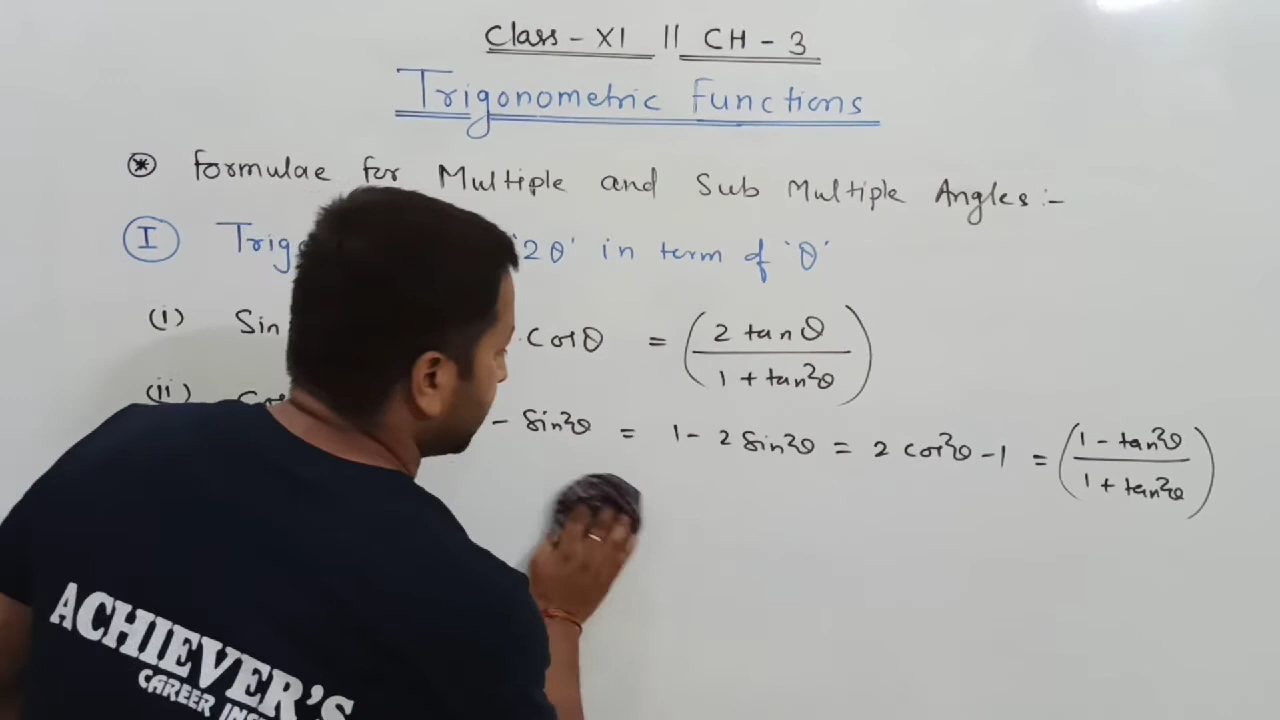 Class - XI || CH - 3
Trigonometric Functions
⊛ Formulae for Multiple and Sub Multiple Angles :-
I 2θ' in term of 'θ'
(i) Sin . Cosθ = (2 tanθ / 1 + tan²θ)
(ii) - Sin²θ = 1 - 2 Sin²θ = 2 Cos²θ - 1 = (1 - tan²θ / 1 + tan²θ)
ACHIEVER'S
CAREER